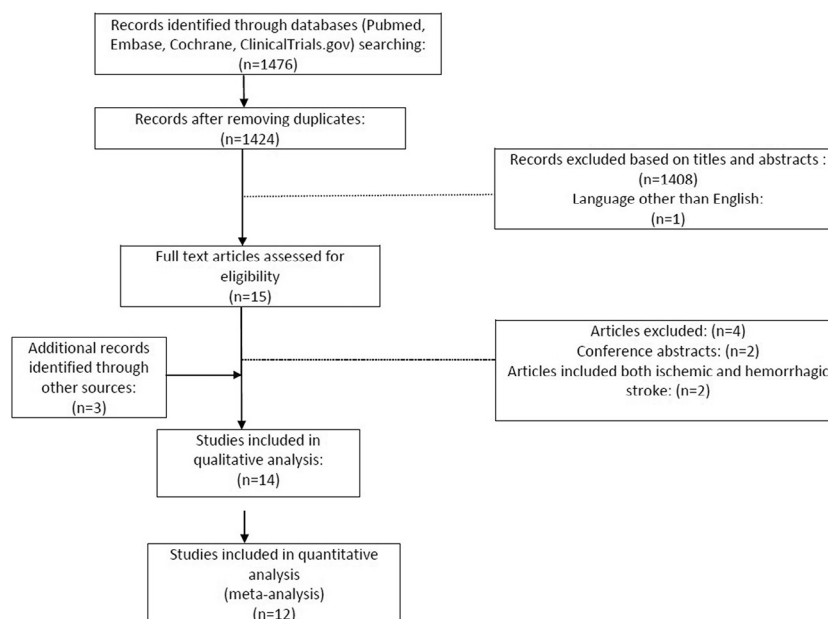 Records identified through databases (Pubmed,
Embase, Cochrane, ClinicalTrials.gov) searching:
(n=1476)
Records after removing duplicates:
(n=1424)
Records excluded based on titles and abstracts :
(n=1408)
Language other than English:
(n=1)
Full text articles assessed for
eligibility
(n=15)
Articles excluded: (n=4)
Conference abstracts: (n=2)
Articles included both ischemic and hemorrhagic
stroke: (n=2)
Additional records
identified through
other sources:
(n=3)
Studies included in
qualitative analysis:
(n=14)
Studies included in quantitative
analysis
(meta-analysis)
(n=12)